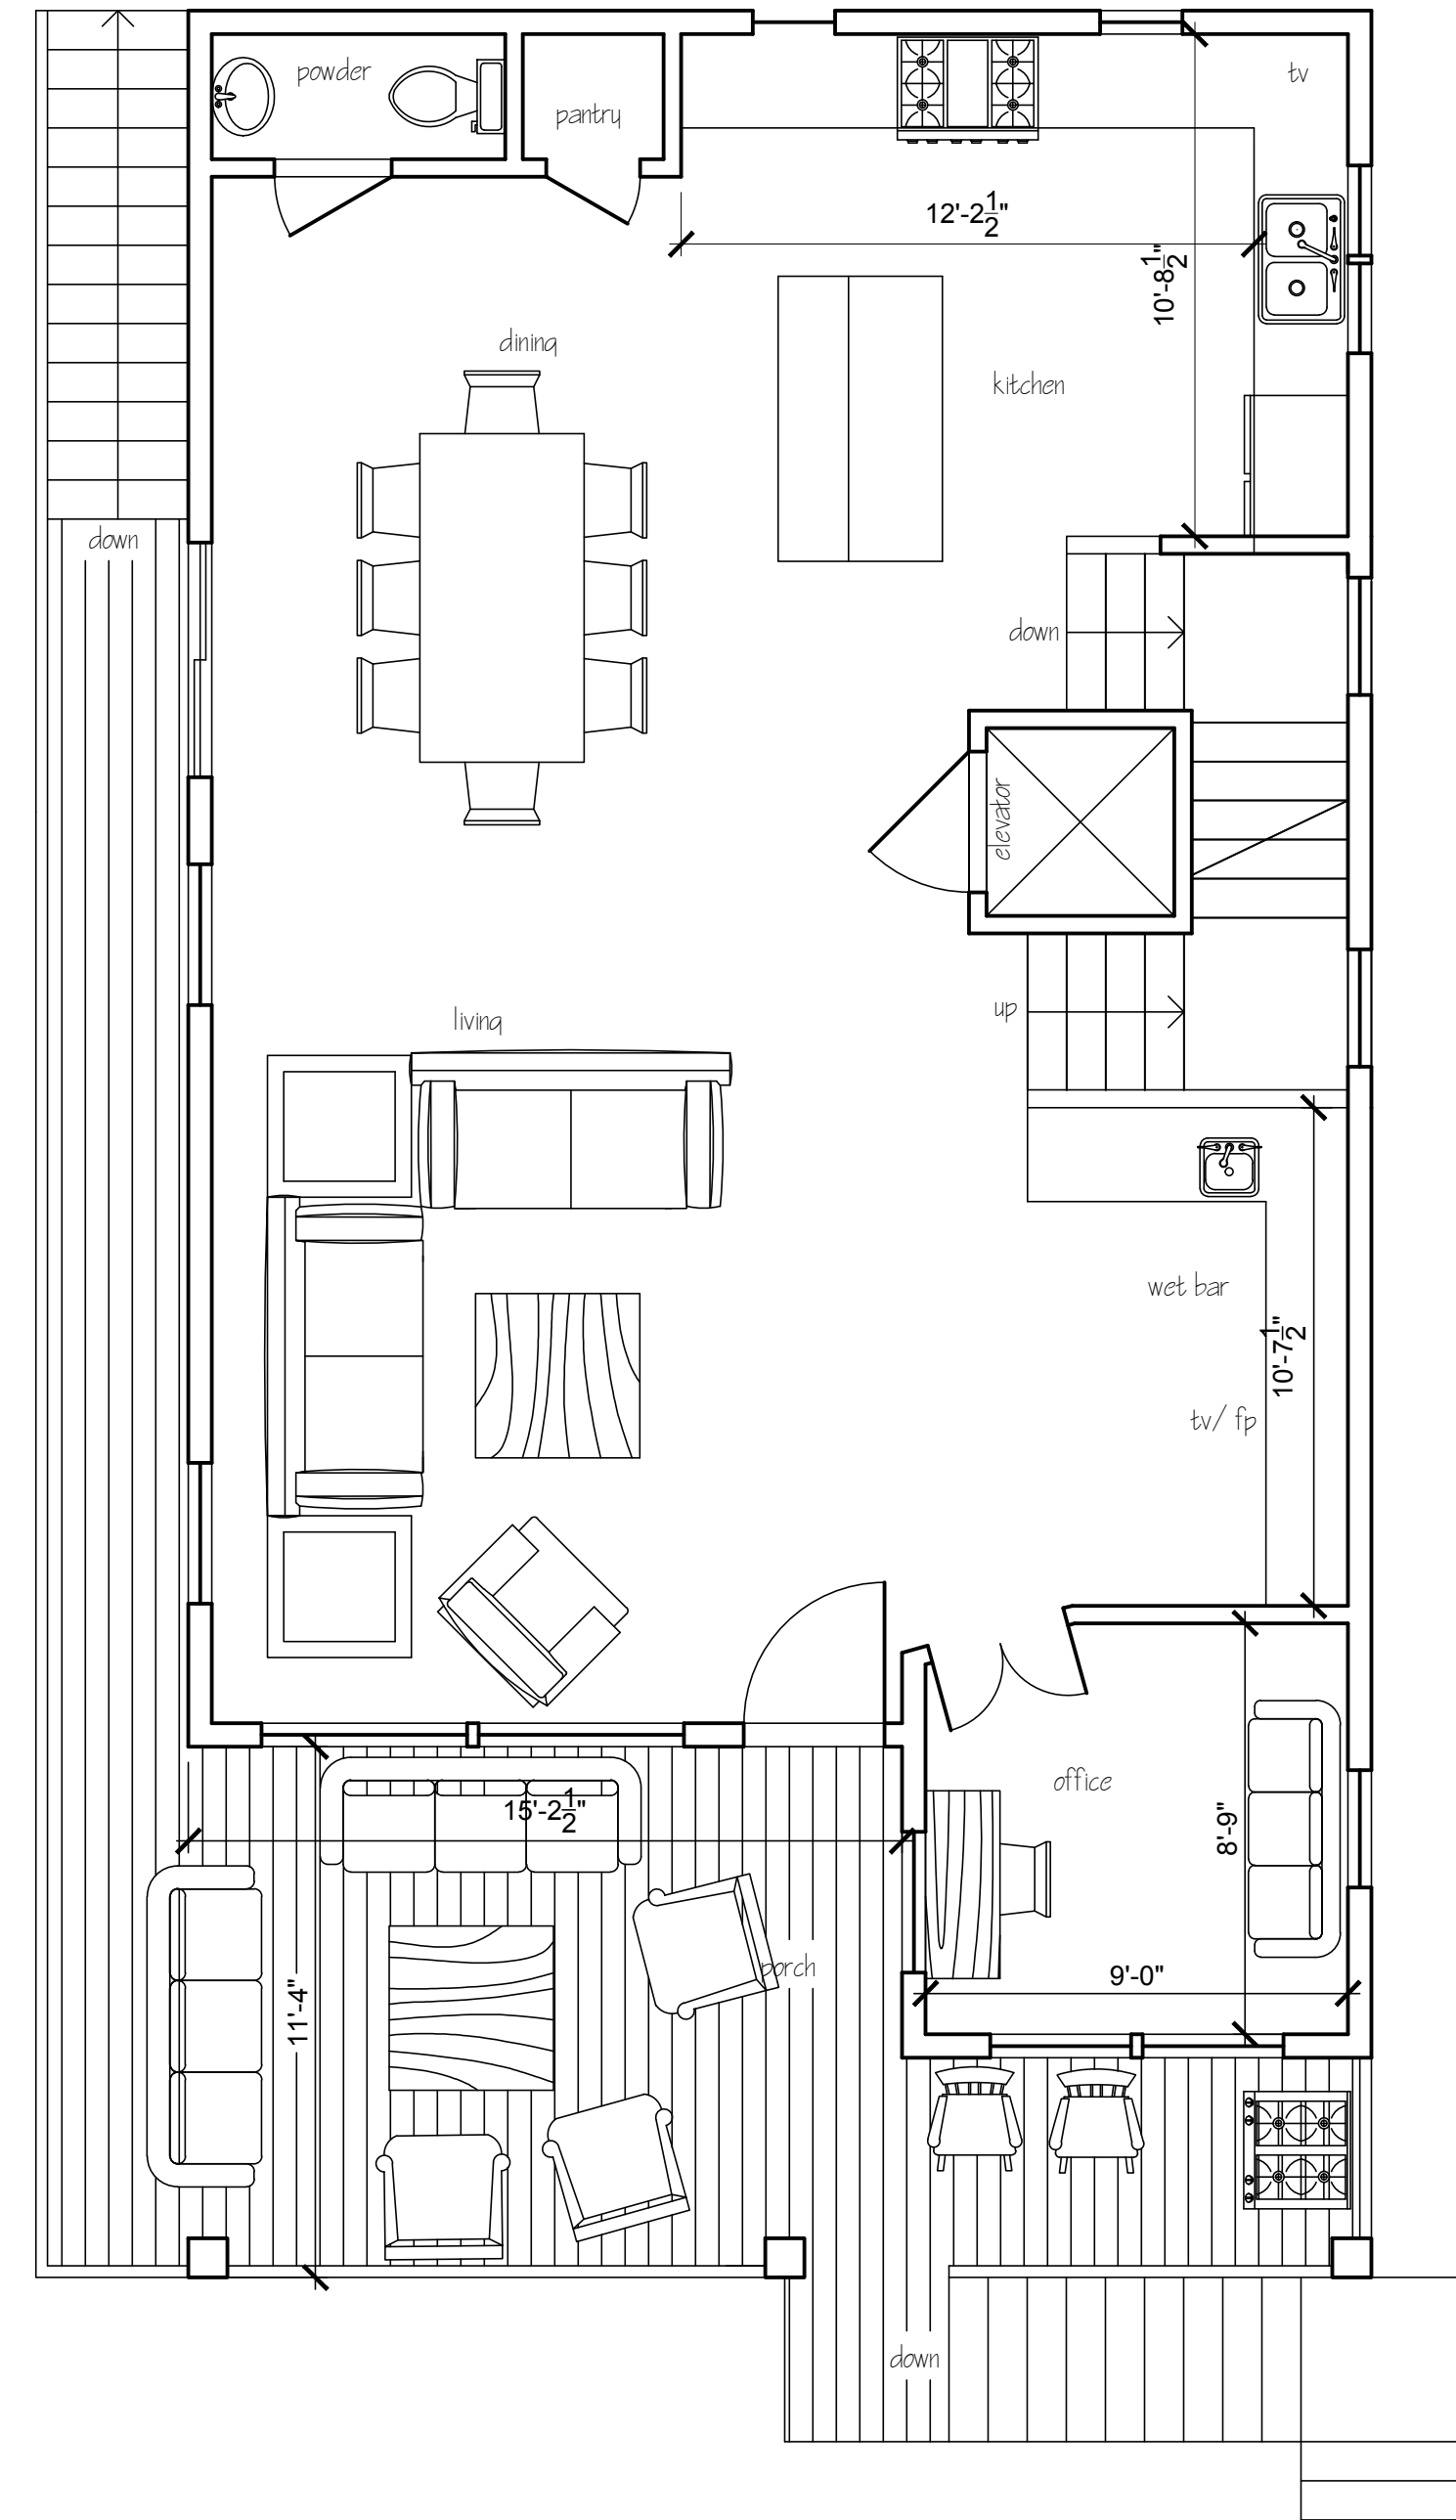 powder
tv
pantry
12'-2 1/2"
10'-8 1/2"
dining
kitchen
down
down
elevator
up
living
wet bar
10'-7 1/2"
tv/ fp
office
15'-2 1/2"
8'-9"
porch
9'-0"
11'-4"
down